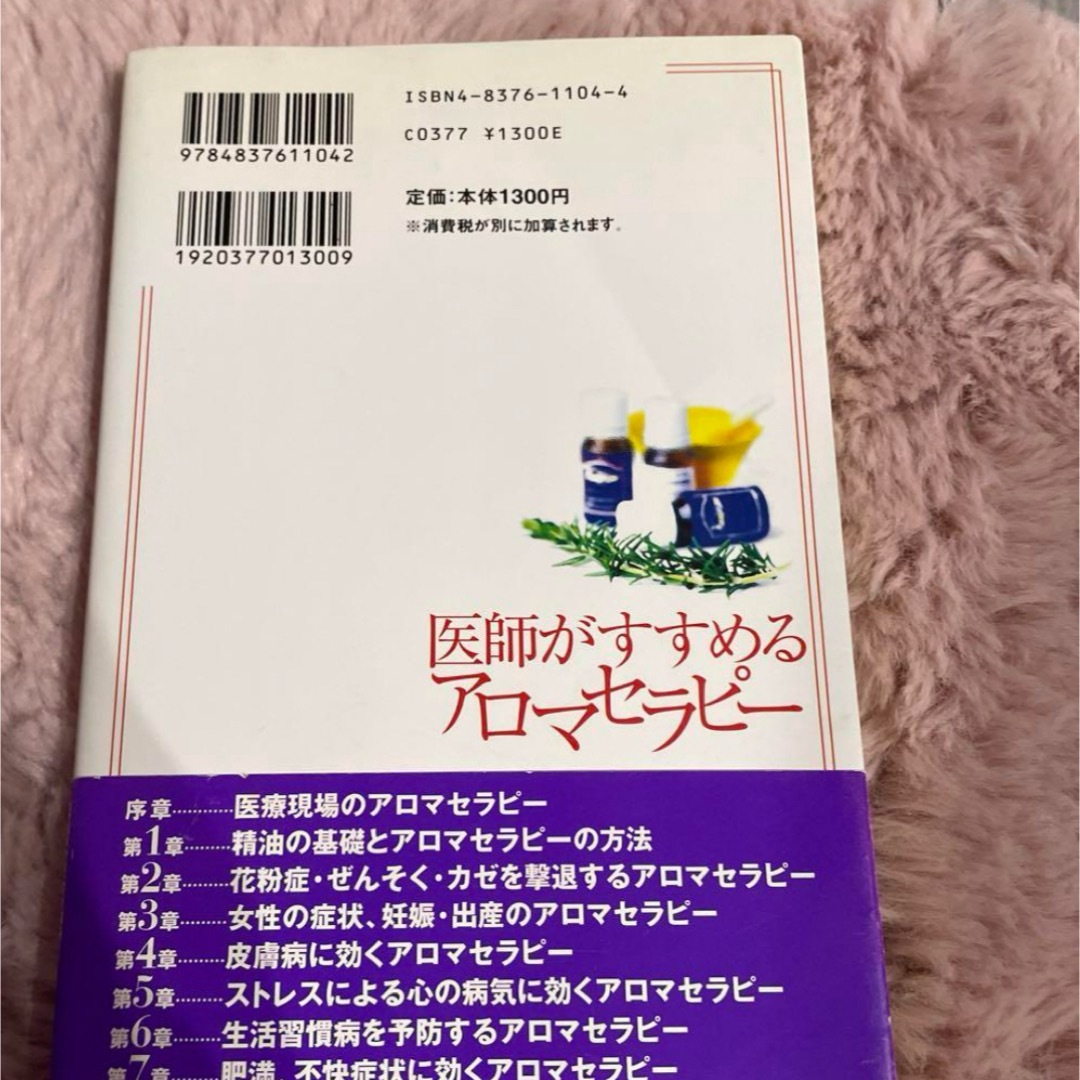 ISBN4-8376-1104-4
C0377 ¥1300E
9784837611042
定価：本体1300円
※消費税が別に加算されます。
1920377013009
医師がすすめる
アロマセラピー
序章…………医療現場のアロマセラピー
第1章………精油の基礎とアロマセラピーの方法
第2章………花粉症・ぜんそく・カゼを撃退するアロマセラピー
第3章………女性の症状、妊娠・出産のアロマセラピー
第4章………皮膚病に効くアロマセラピー
第5章………ストレスによる心の病気に効くアロマセラピー
第6章………生活習慣病を予防するアロマセラピー
第7章………肥満、不快症状に効くアロマセラピー